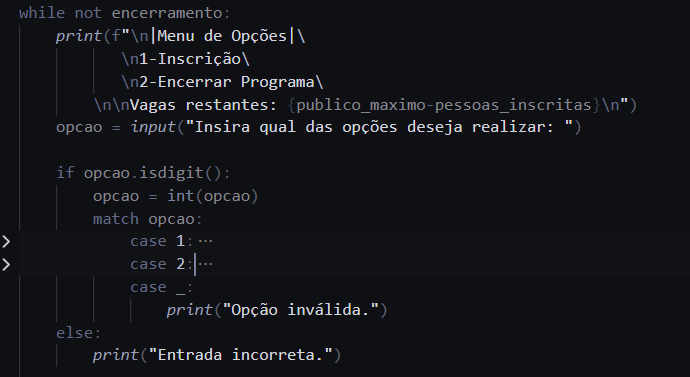 while not encerramento:
    print(f"\n|Menu de Opções|\
           \n1-Inscrição\
           \n2-Encerrar Programa\
        \n\nVagas restantes: {publico_maximo-pessoas_inscritas}\n")
    opcao = input("Insira qual das opções deseja realizar: ")
    if opcao.isdigit():
        opcao = int(opcao)
        match opcao:
            case 1:···
            case 2:···
            case _:
                print("Opção inválida.")
    else:
        print("Entrada incorreta.")